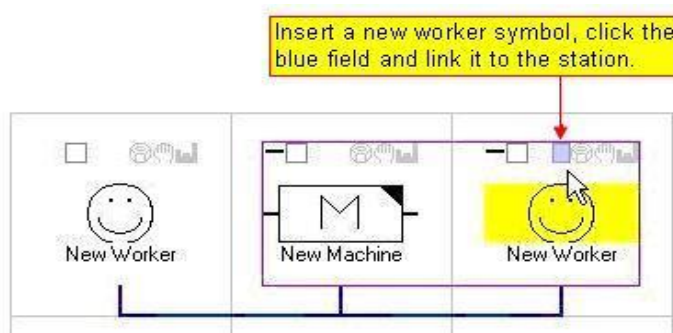 Insert a new worker symbol, click the
blue field and link it to the station.
M
New Worker
New Machine
New Worker